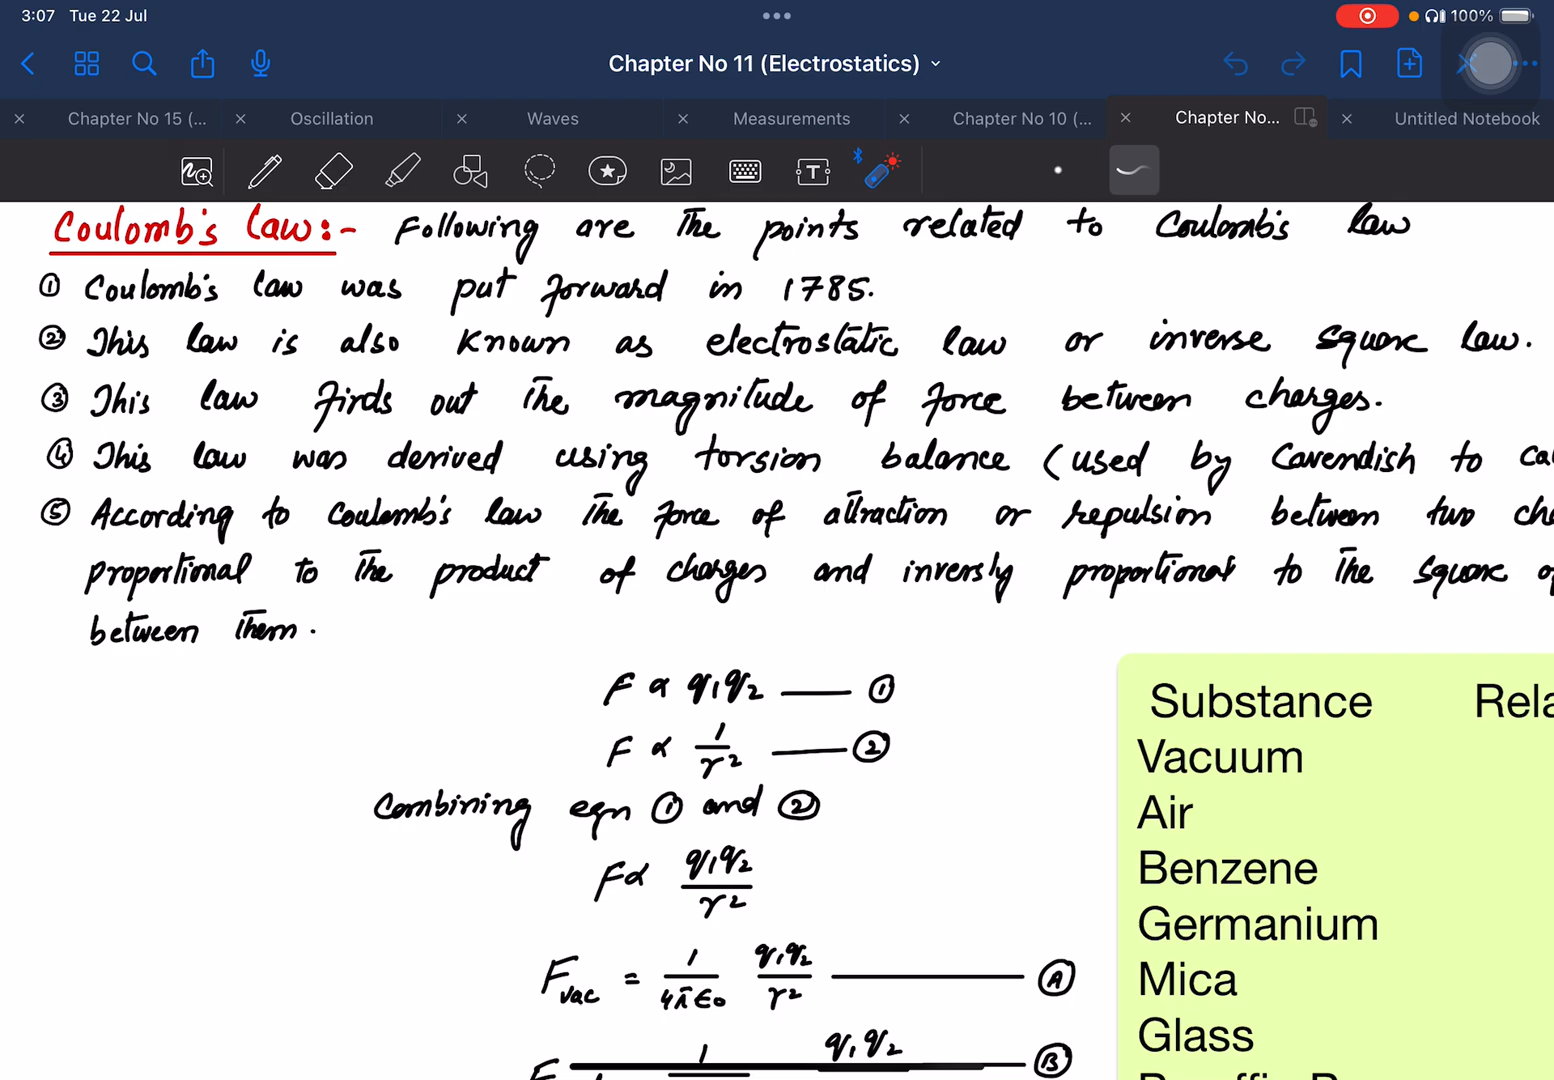 3:07 Tue 22 Jul
100%
Chapter No 11 (Electrostatics)
Chapter No 15 (...
Oscillation
Waves
Measurements
Chapter No 10 (...
Chapter No...
Untitled Notebook
Coulomb's law:- Following are the points related to Coulomb's law
① Coulomb's law was put forward in 1785.
② This law is also known as electrostatic law or inverse square law.
③ This law finds out the magnitude of force between charges.
④ This law was derived using torsion balance (used by Cavendish to ca
⑤ According to Coulomb's law the force of attraction or repulsion between two cha
proportional to the product of charges and inversly proportional to the square o
between them.
F ∝ q₁q₂ —— ①
F ∝ 1/r² —— ②
Combining eqn ① and ②
F ∝ q₁q₂/r²
Fvac = 1/4πε₀ q₁q₂/r² —— Ⓐ
1 q₁q₂ —— Ⓑ
Substance Rela
Vacuum
Air
Benzene
Germanium
Mica
Glass